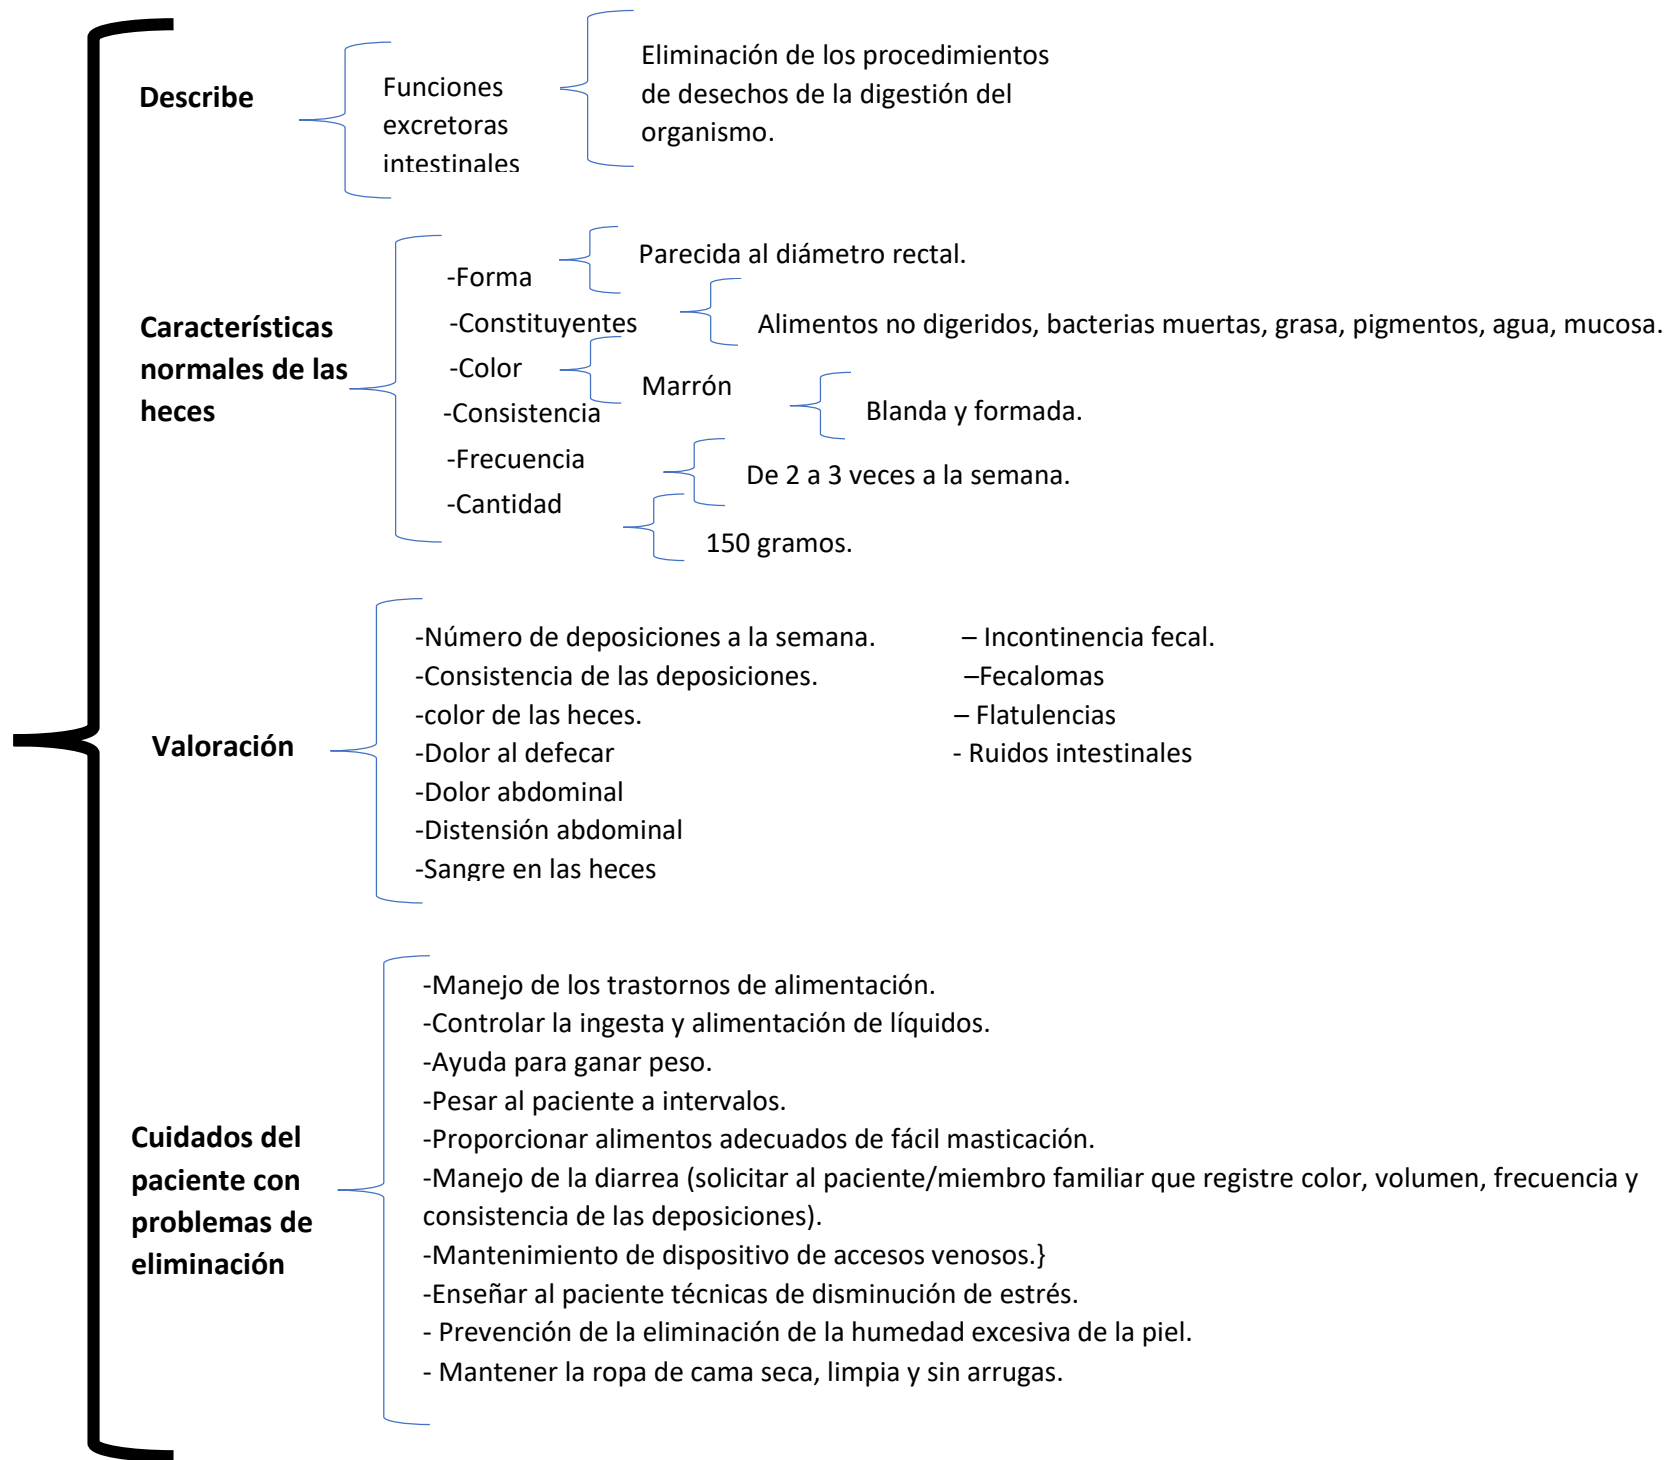 Describe
Funciones
excretoras
intestinales
Eliminación de los procedimientos
de desechos de la digestión del
organismo.
Características
normales de las
heces
-Forma
Parecida al diámetro rectal.
-Constituyentes
Alimentos no digeridos, bacterias muertas, grasa, pigmentos, agua, mucosa.
-Color
Marrón
-Consistencia
Blanda y formada.
-Frecuencia
De 2 a 3 veces a la semana.
-Cantidad
150 gramos.
Valoración
-Número de deposiciones a la semana.
-Consistencia de las deposiciones.
-color de las heces.
-Dolor al defecar
-Dolor abdominal
-Distensión abdominal
-Sangre en las heces
– Incontinencia fecal.
–Fecalomas
– Flatulencias
- Ruidos intestinales
Cuidados del
paciente con
problemas de
eliminación
-Manejo de los trastornos de alimentación.
-Controlar la ingesta y alimentación de líquidos.
-Ayuda para ganar peso.
-Pesar al paciente a intervalos.
-Proporcionar alimentos adecuados de fácil masticación.
-Manejo de la diarrea (solicitar al paciente/miembro familiar que registre color, volumen, frecuencia y
consistencia de las deposiciones).
-Mantenimiento de dispositivo de accesos venosos.}
-Enseñar al paciente técnicas de disminución de estrés.
- Prevención de la eliminación de la humedad excesiva de la piel.
- Mantener la ropa de cama seca, limpia y sin arrugas.